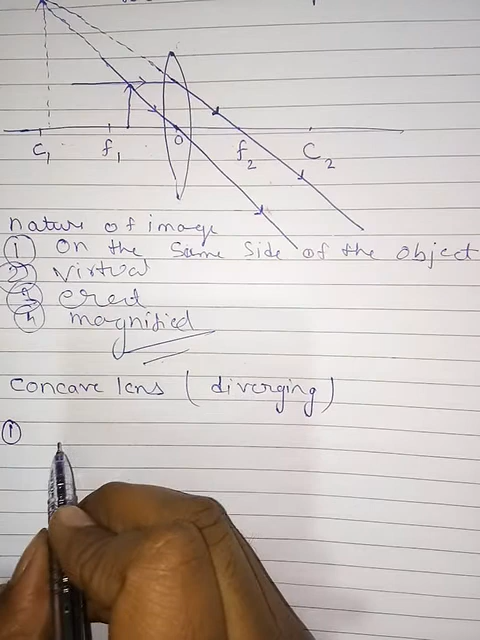 C₁ f₁ O f₂ C₂
nature of image
① On the same side of the object
② virtual
③ erect
④ magnified
Concave lens (diverging)
①